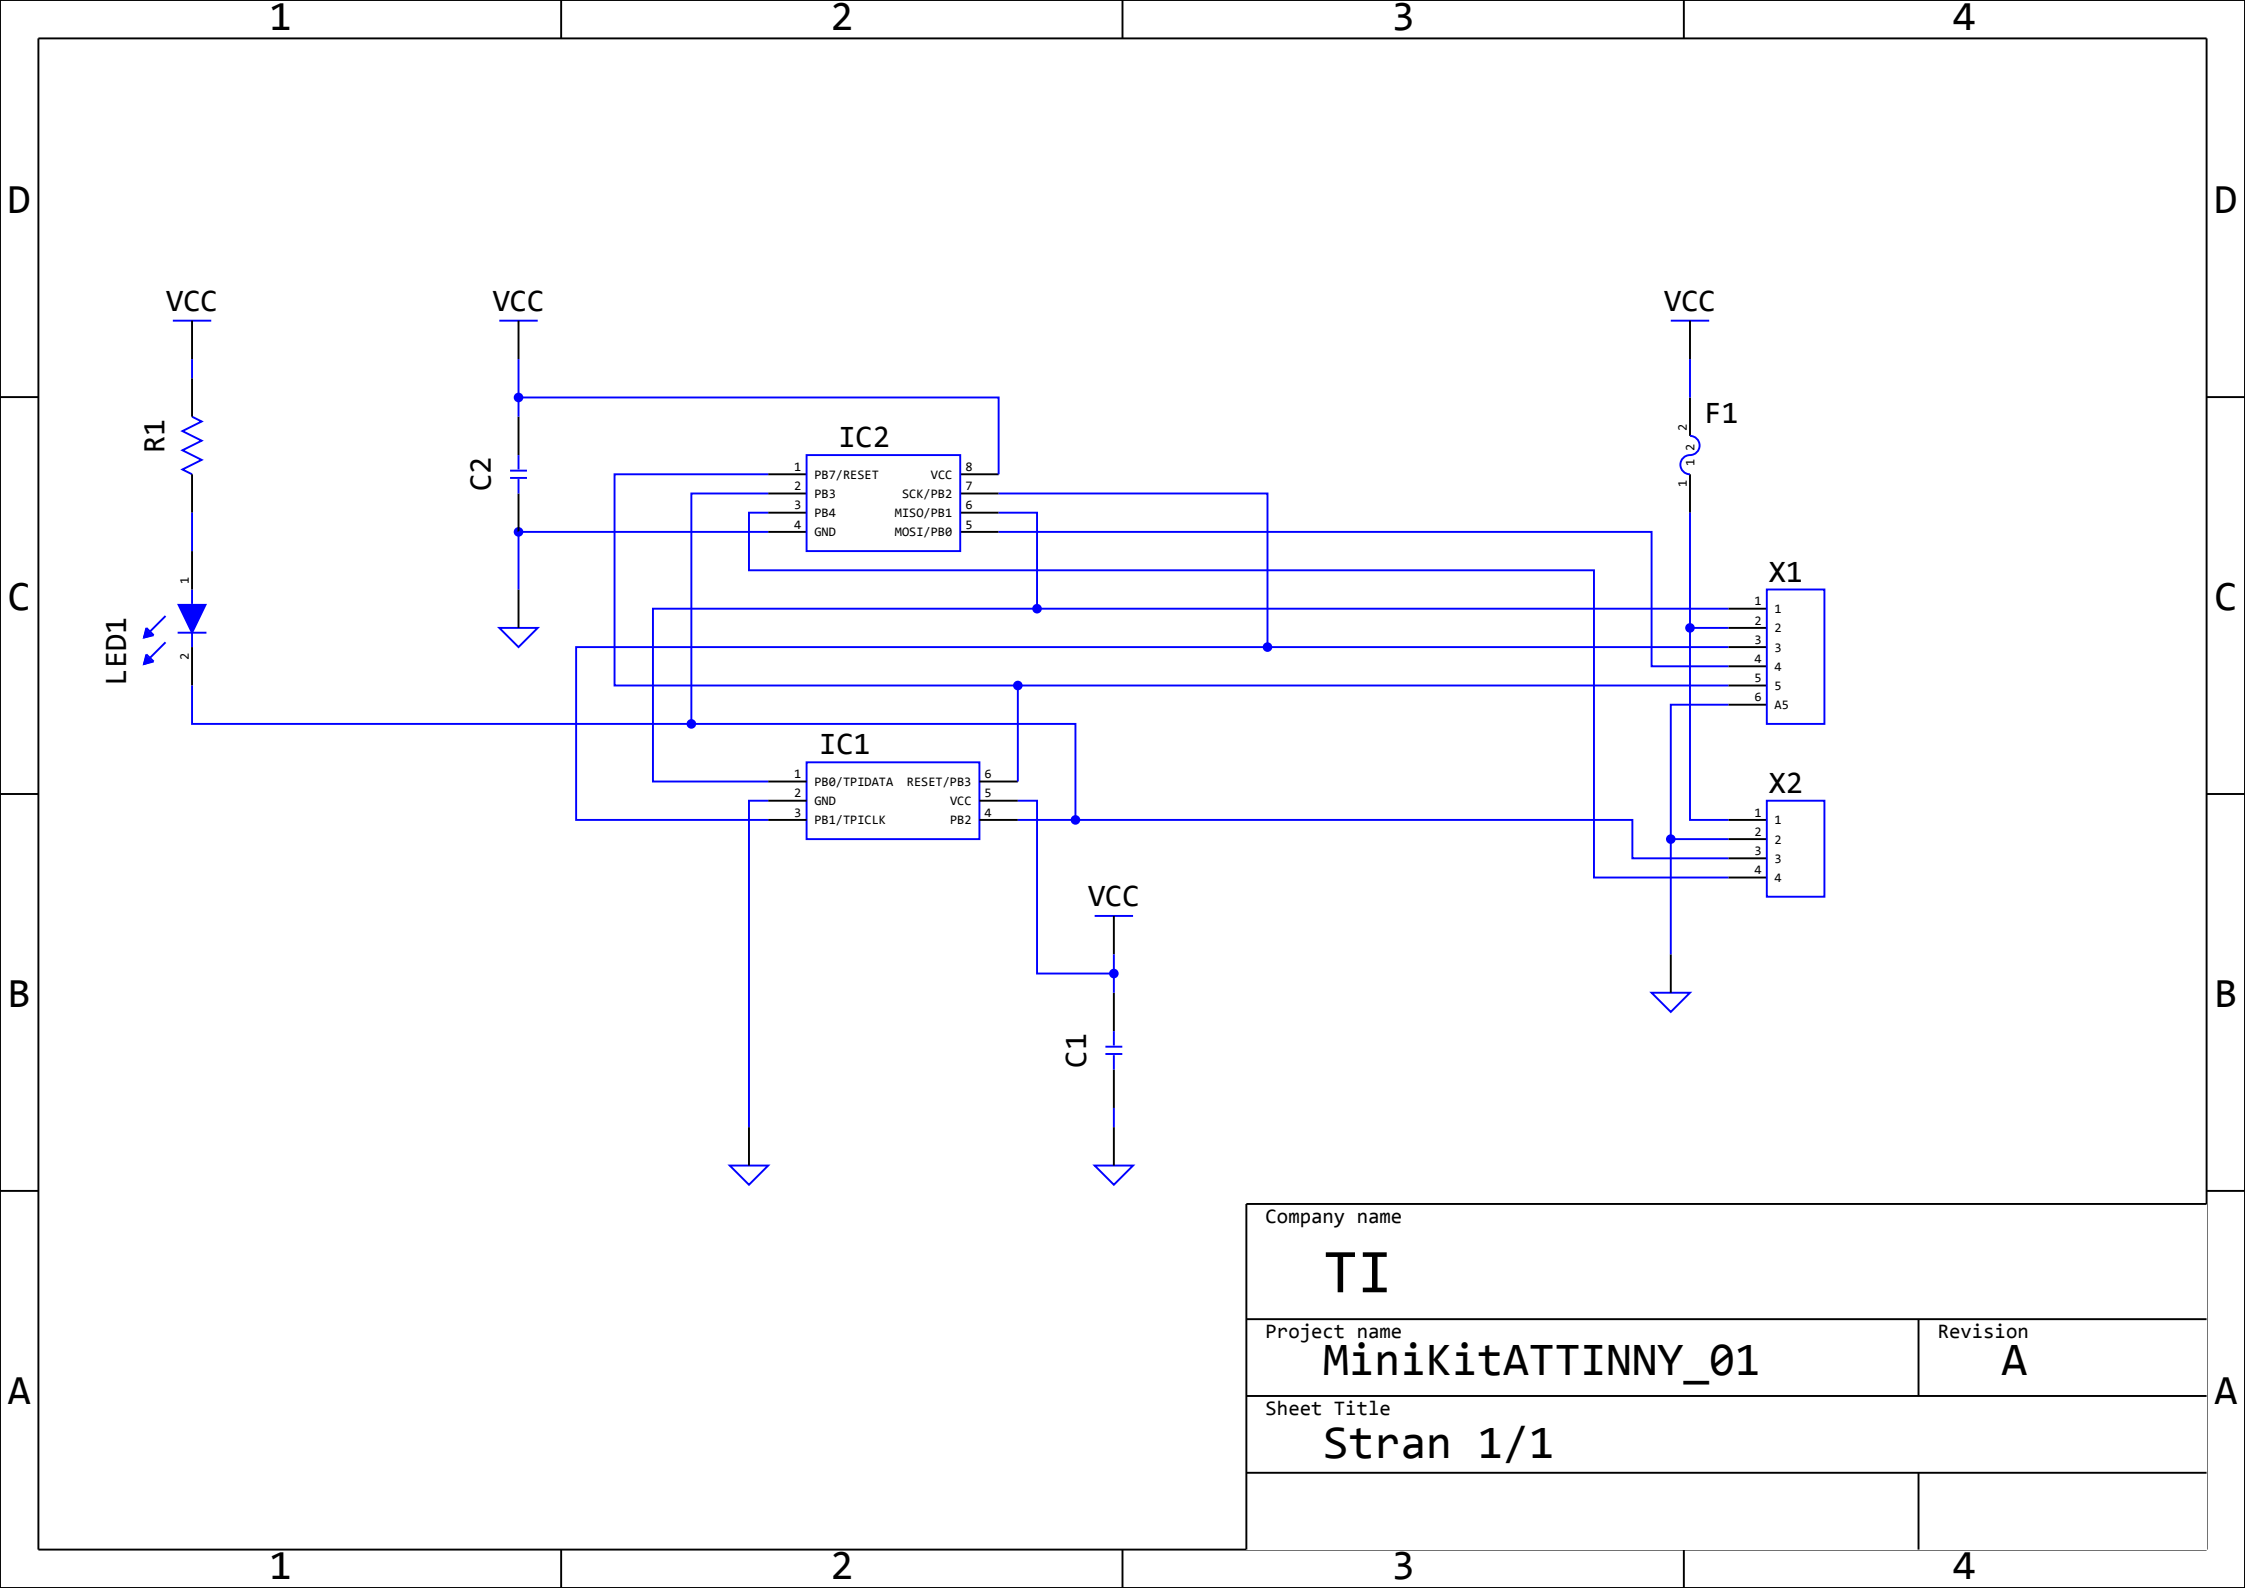 1 2 3 4
D D
VCC VCC VCC
R1
C2
F1
2
2
1
1
IC2
1 PB7/RESET VCC 8
2 PB3 SCK/PB2 7
3 PB4 MISO/PB1 6
4 GND MOSI/PB0 5
C C
LED1
1
2
X1
1 1
2 2
3 3
4 4
5 5
6 A5
IC1
1 PB0/TPIDATA RESET/PB3 6
2 GND VCC 5
3 PB1/TPICLK PB2 4
X2
1 1
2 2
3 3
4 4
VCC
C1
B B
Company name
TI
Project name
MiniKitATTINNY_01
Revision
A
Sheet Title
Stran 1/1
A A
1 2 3 4